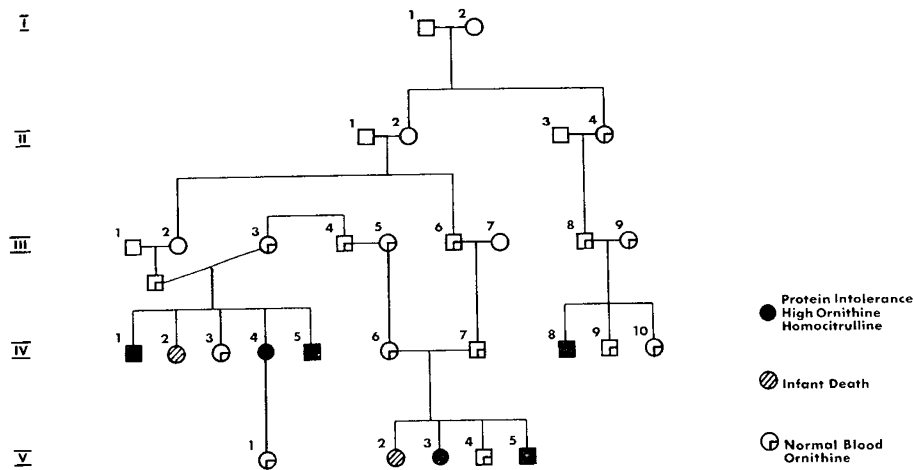 I
1 2
II
1 2 3 4
III
1 2 3 4 5 6 7 8 9
IV
1 2 3 4 5 6 7 8 9 10
V
1 2 3 4 5
Protein Intolerance
High Ornithine
Homocitrulline
Infant Death
Normal Blood
Ornithine